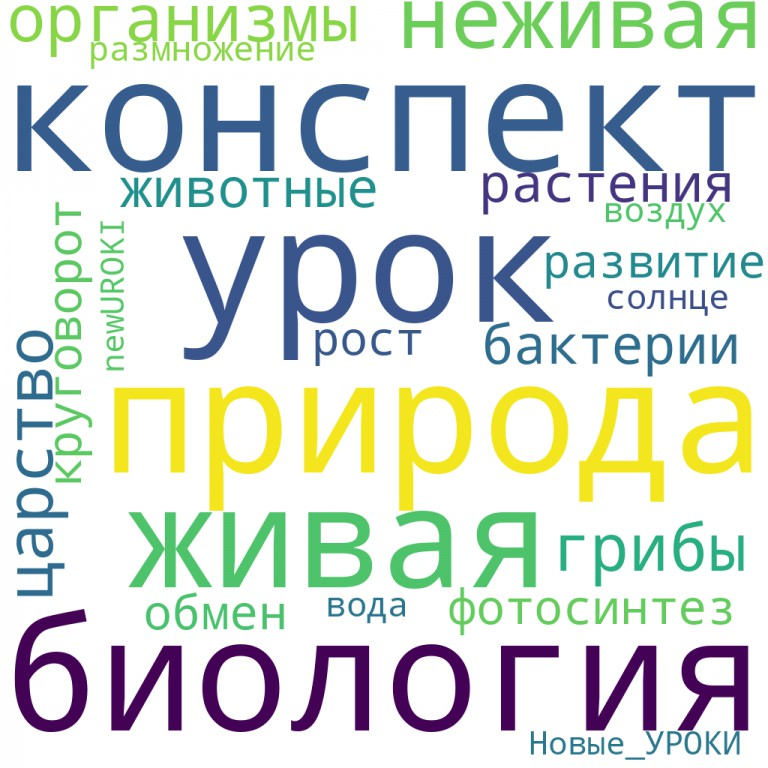 организмы
неживая
размножение
конспект
животные
растения
воздух
круговорот
newUROKI
урок
развитие
солнце
рост
бактерии
царство
природа
живая
грибы
обмен
вода
фотосинтез
биология
Новые_УРОКИ